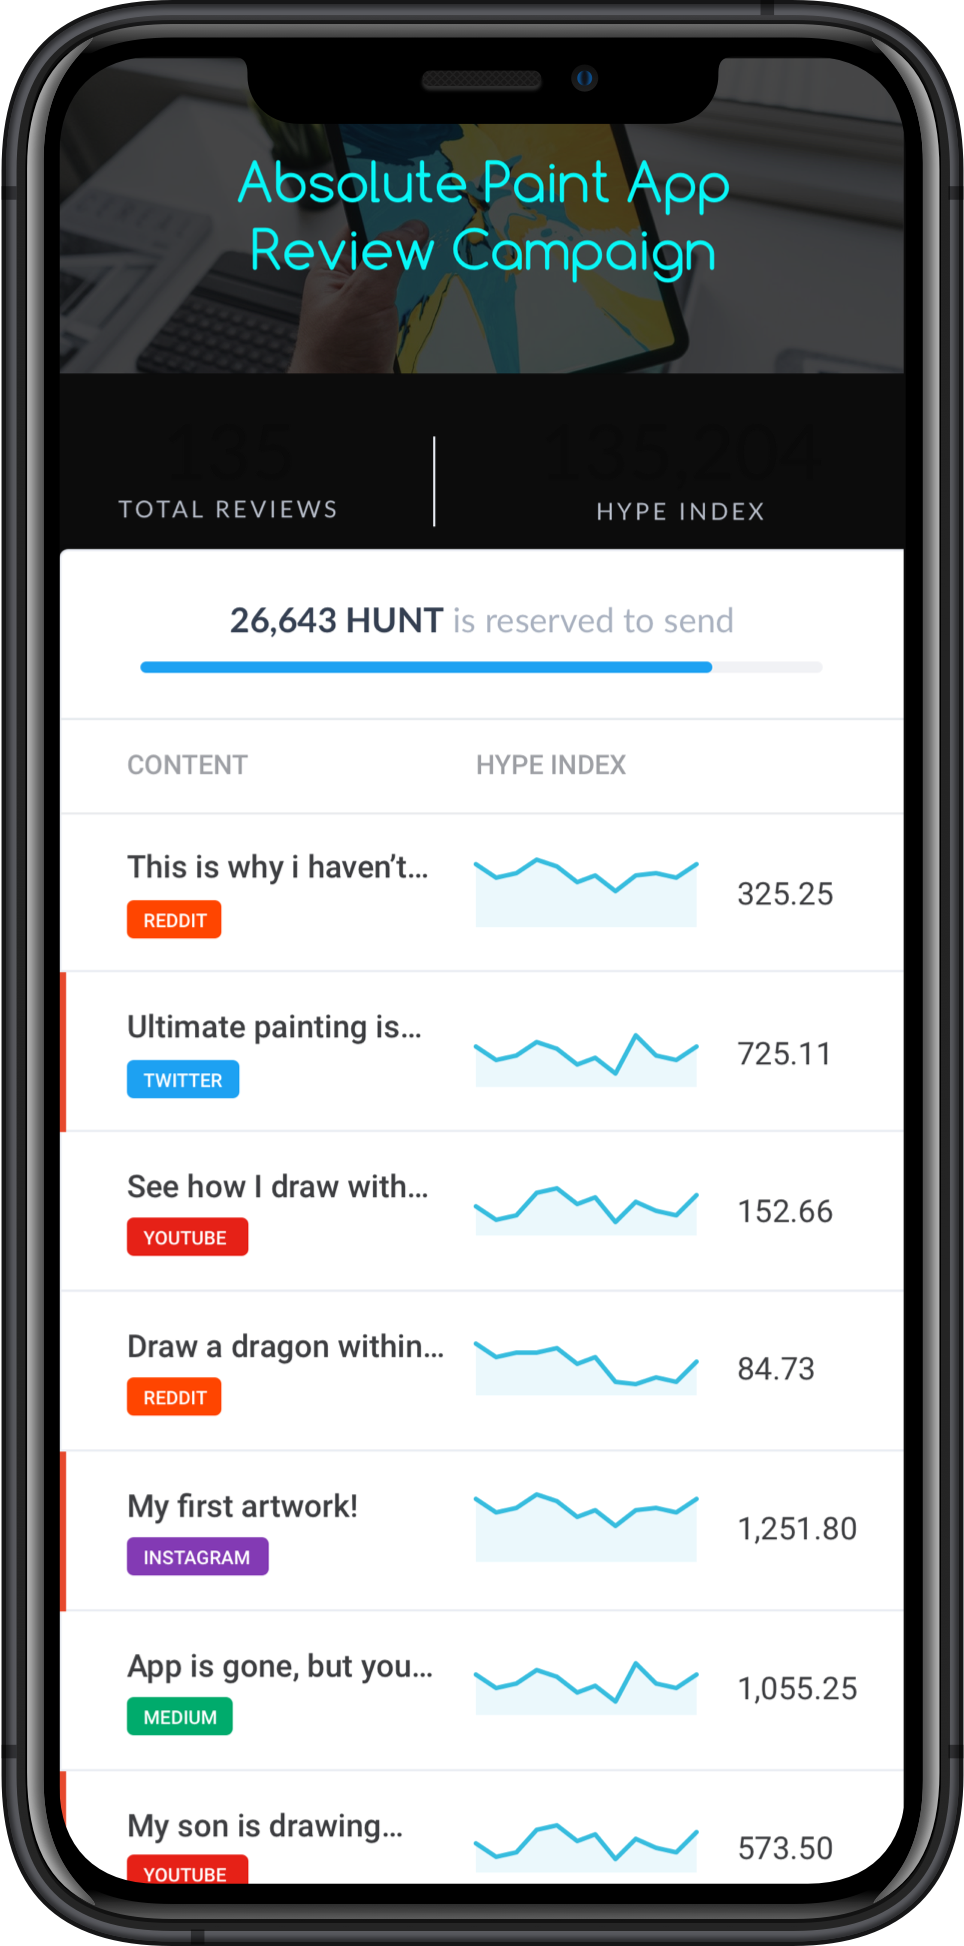 Absolute Paint App
Review Campaign
135
135,204
TOTAL REVIEWS
HYPE INDEX
26,643 HUNT is reserved to send
CONTENT
HYPE INDEX
This is why i haven’t...
325.25
REDDIT
Ultimate painting is...
725.11
TWITTER
See how I draw with...
152.66
YOUTUBE
Draw a dragon within...
84.73
REDDIT
My first artwork!
1,251.80
INSTAGRAM
App is gone, but you...
1,055.25
MEDIUM
My son is drawing...
573.50
YOUTUBE